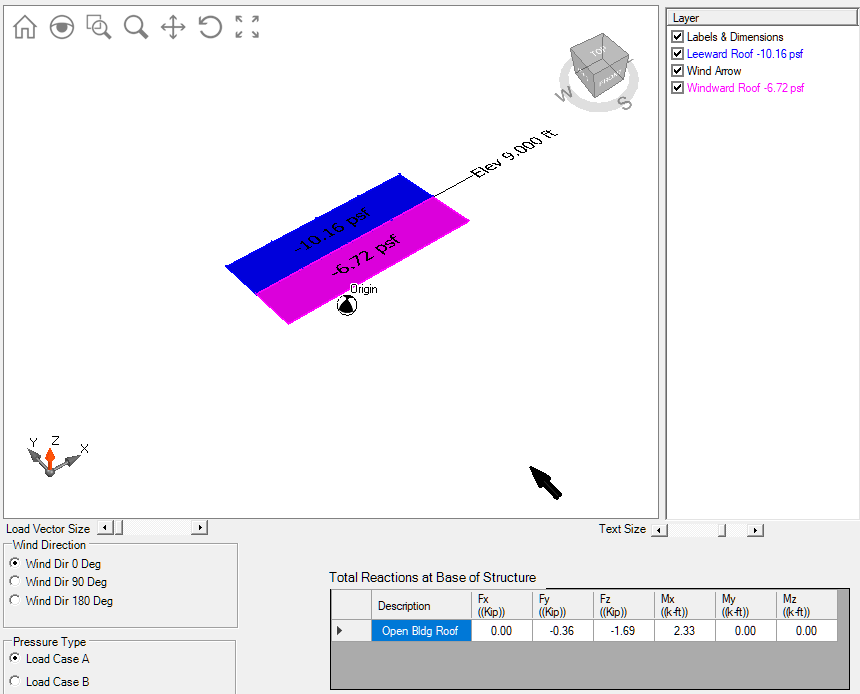 TOP
FRONT
W
S
Elev 9.000 ft
-10.16 psf
-6.72 psf
Origin
Y
Z
X
Layer
Labels & Dimensions
Leeward Roof -10.16 psf
Wind Arrow
Windward Roof -6.72 psf
Load Vector Size
Text Size
Wind Direction
Wind Dir 0 Deg
Wind Dir 90 Deg
Wind Dir 180 Deg
Pressure Type
Load Case A
Load Case B
Total Reactions at Base of Structure
Description Fx ((Kip)) Fy ((Kip)) Fz ((Kip)) Mx ((k-ft)) My ((k-ft)) Mz ((k-ft))
Open Bldg Roof 0.00 -0.36 -1.69 2.33 0.00 0.00